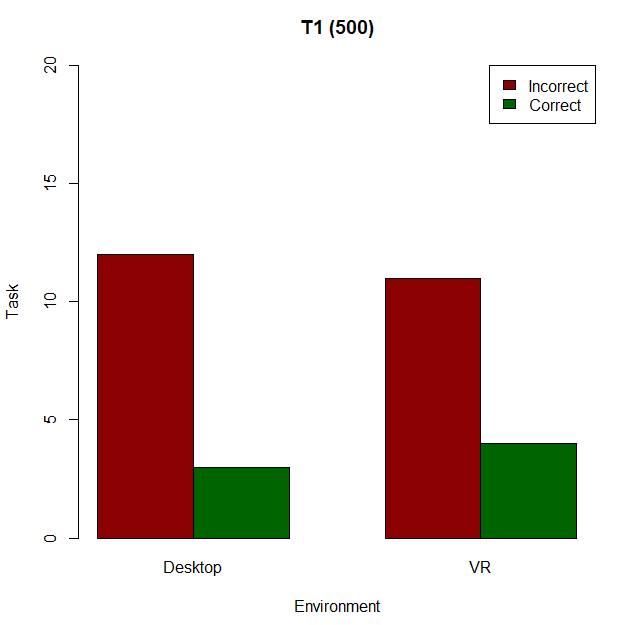 T1 (500)
Incorrect
Correct
20
15
10
5
0
Task
Desktop
VR
Environment